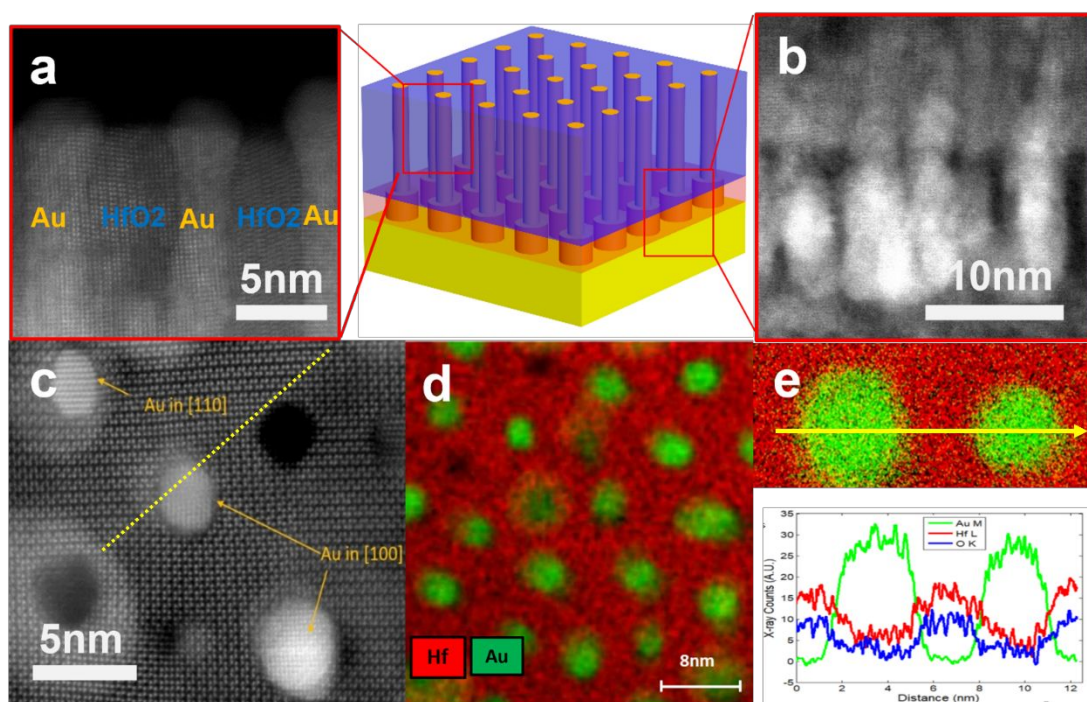 a
Au
HfO2
Au
HfO2
Au
5nm
b
10nm
c
Au in [110]
Au in [100]
5nm
d
Hf
Au
8nm
e
35
30
25
20
15
10
5
0
-5
X-ray Counts (A.U.)
Au M
Hf L
O K
0 2 4 6 8 10 12
Distance (nm)